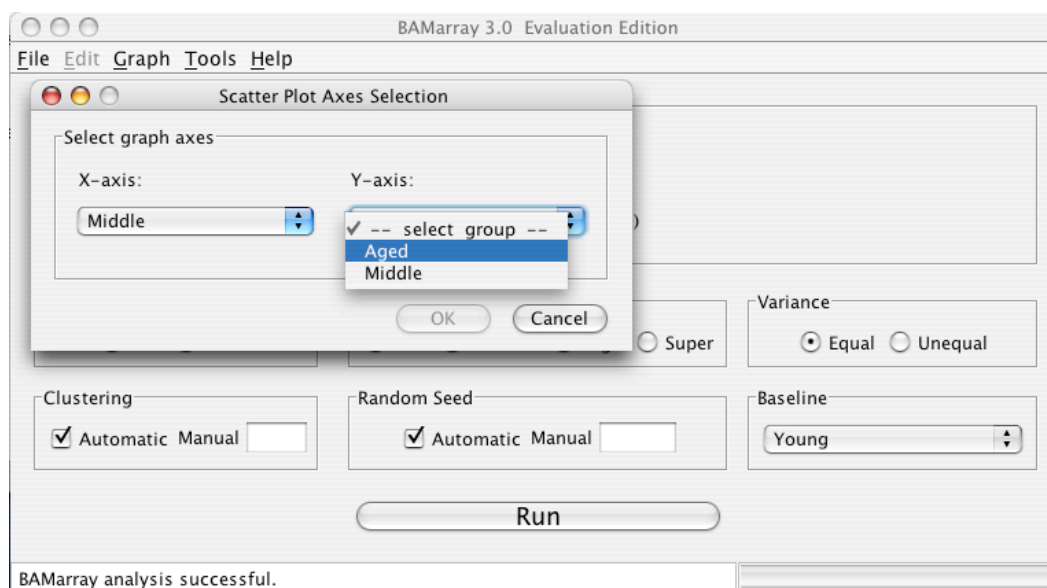 BAMarray 3.0 Evaluation Edition
File Edit Graph Tools Help
Scatter Plot Axes Selection
Select graph axes
X-axis: Y-axis:
Middle
-- select group --
Aged
Middle
)
OK Cancel
Variance
Super
Equal Unequal
Clustering
Random Seed
Baseline
Automatic Manual
Automatic Manual
Young
Run
BAMarray analysis successful.